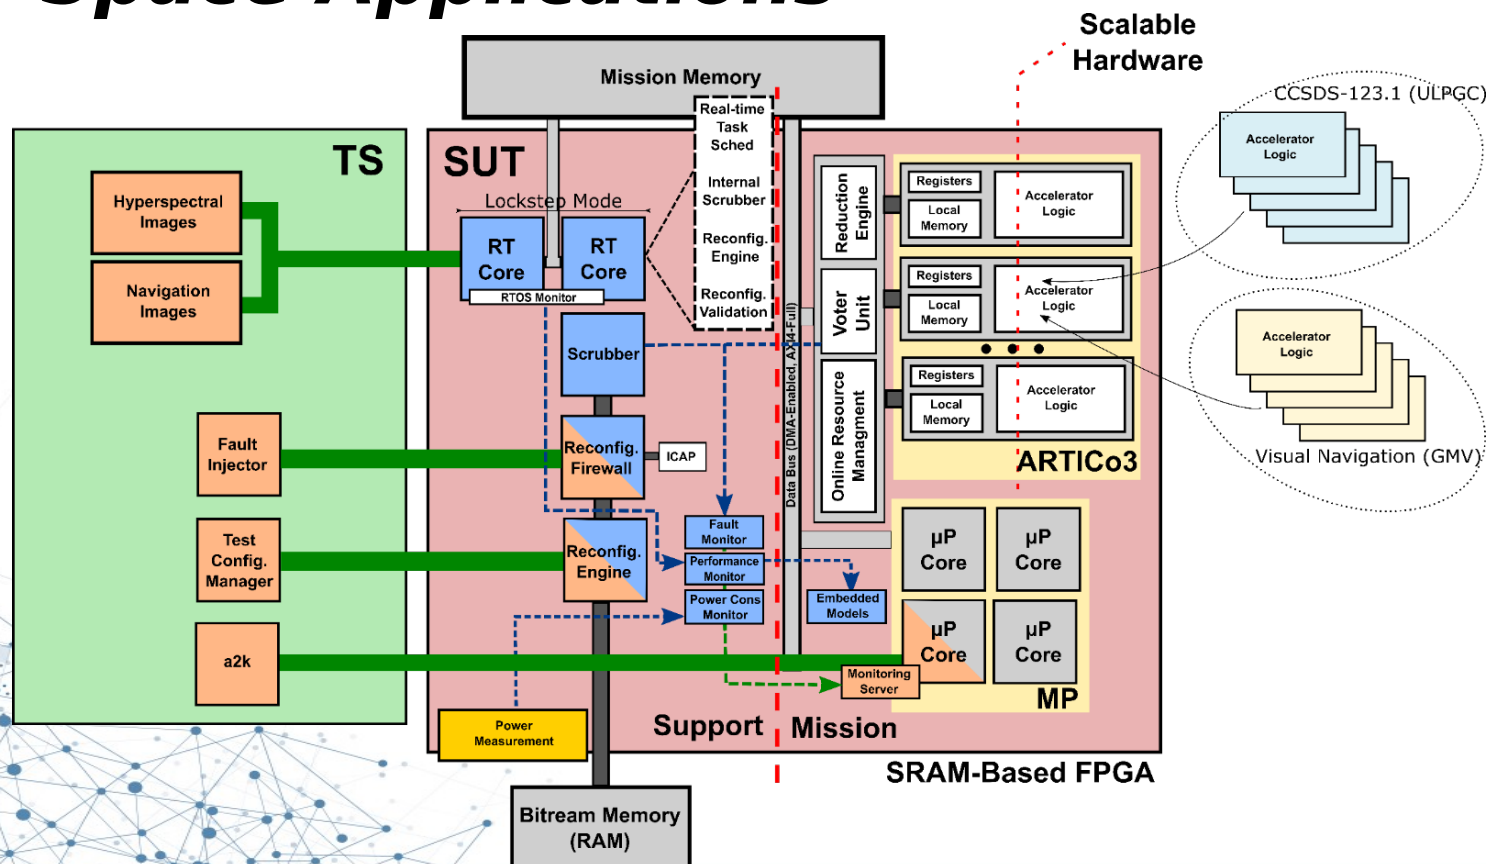 Space Applications
Scalable
Hardware
Mission Memory
CCSDS-123.1 (ULPGC)
Accelerator
Logic
TS
Hyperspectral
Images
Navigation
Images
Fault
Injector
Test
Config.
Manager
a2k
SUT
Lockstep Mode
RT
Core
RT
Core
RTOS Monitor
Real-time
Task
Sched
Internal
Scrubber
Reconfig.
Engine
Reconfig.
Validation
Scrubber
Reconfig.
Firewall
ICAP
Reconfig.
Engine
Fault
Monitor
Performance
Monitor
Power Cons
Monitor
Embedded
Models
Power
Measurement
Support
Mission
Data Bus (DMA-Enabled, AXI4-Full)
Reduction
Engine
Voter
Unit
Online Resource
Managment
Registers
Local
Memory
Accelerator
Logic
Registers
Local
Memory
Accelerator
Logic
Registers
Local
Memory
Accelerator
Logic
ARTICo3
Accelerator
Logic
Visual Navigation (GMV)
µP
Core
µP
Core
µP
Core
µP
Core
Monitoring
Server
MP
SRAM-Based FPGA
Bitream Memory
(RAM)